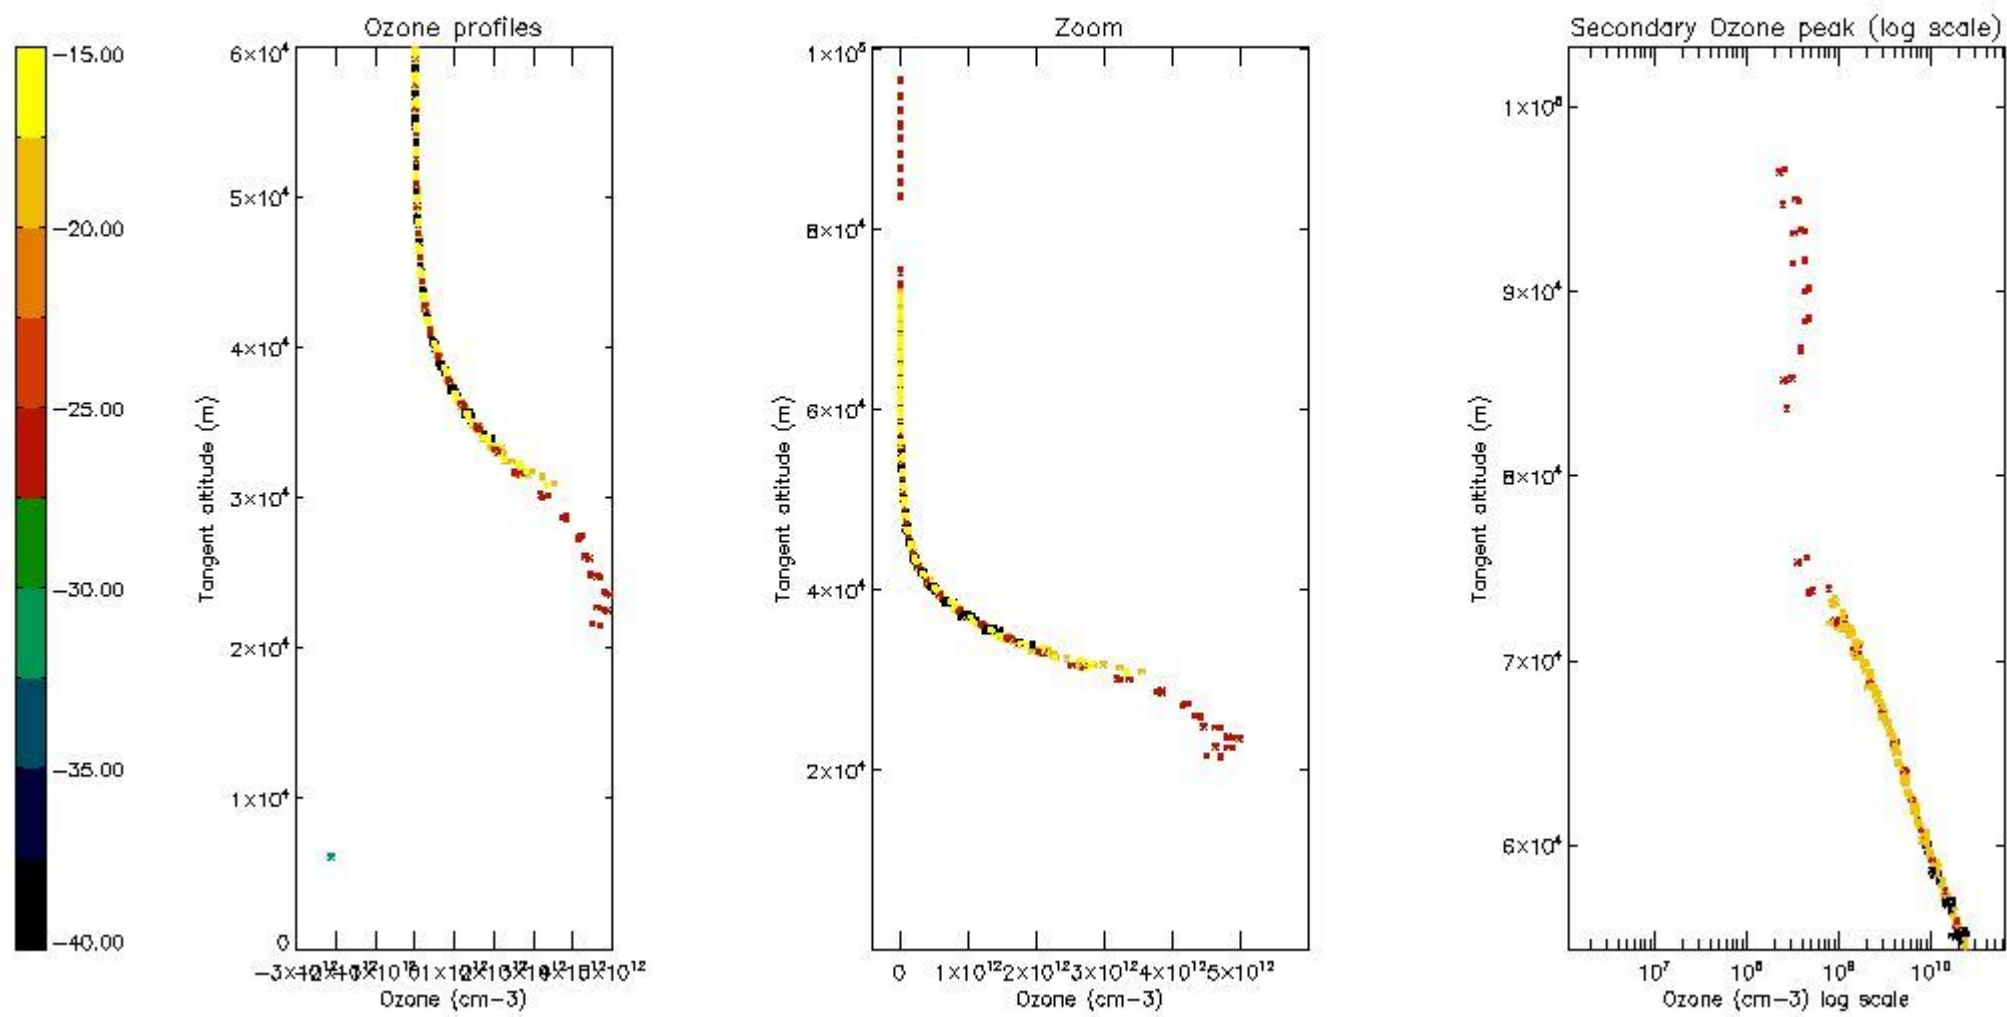 Ozone profiles
Zoom
Secondary Ozone peak (log scale)
-15.00
-20.00
-25.00
-30.00
-35.00
-40.00
6×10⁴
5×10⁴
4×10⁴
3×10⁴
2×10⁴
1×10⁴
0
Tangent altitude (m)
Ozone (cm-3)
1×10⁵
8×10⁴
6×10⁴
4×10⁴
2×10⁴
Tangent altitude (m)
0 1×10¹² 2×10¹² 3×10¹² 4×10¹² 5×10¹²
Ozone (cm-3)
1×10⁵
9×10⁴
8×10⁴
7×10⁴
6×10⁴
Tangent altitude (m)
10⁷ 10⁸ 10⁹ 10¹⁰
Ozone (cm-3) log scale